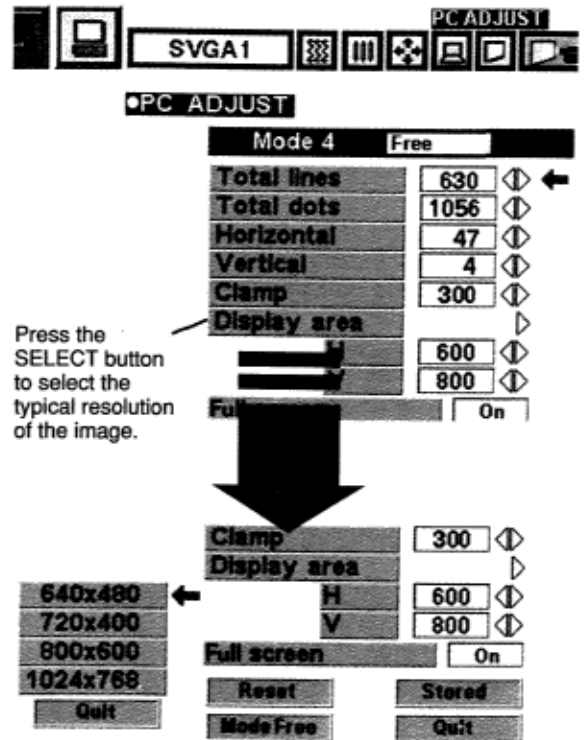 PC ADJUST
SVGA1
●PC ADJUST
Mode 4 Free
Total lines 630
Total dots 1056
Horizontal 47
Vertical 4
Clamp 300
Display area
Press the
SELECT button
to select the
typical resolution
of the image.
600
800
On
Clamp 300
Display area
H 600
V 800
Full screen On
640x480
720x400
800x600
1024x768
Quit
Reset Stored
Mode Free Quit